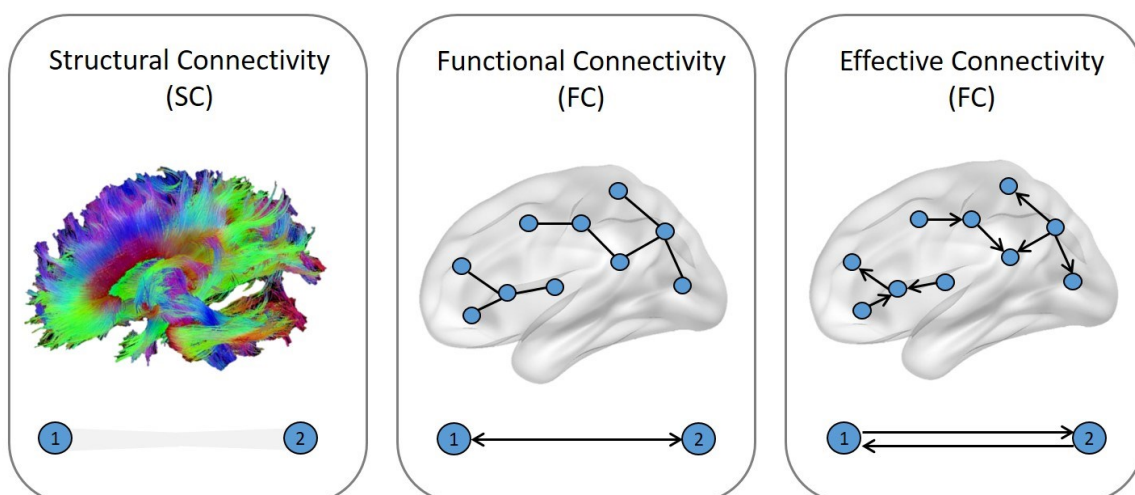 Structural Connectivity
(SC)
Functional Connectivity
(FC)
Effective Connectivity
(FC)
1
2
1
2
1
2